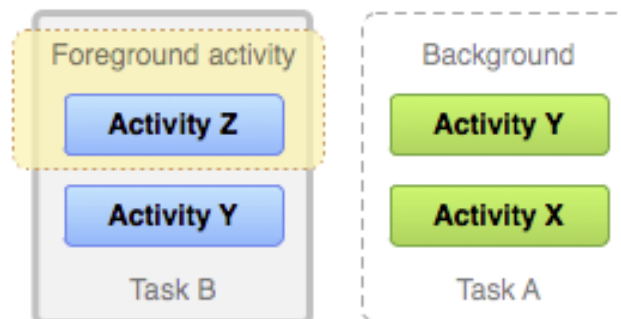 Foreground activity
Activity Z
Activity Y
Task B
Background
Activity Y
Activity X
Task A